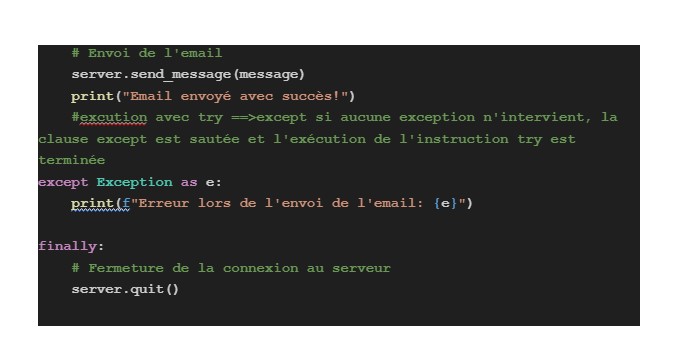 # Envoi de l'email
server.send_message(message)
print("Email envoyé avec succès!")
#excution avec try ==>except si aucune exception n'intervient, la
clause except est sautée et l'exécution de l'instruction try est
terminée
except Exception as e:
print(f"Erreur lors de l'envoi de l'email: {e}")
finally:
# Fermeture de la connexion au serveur
server.quit()